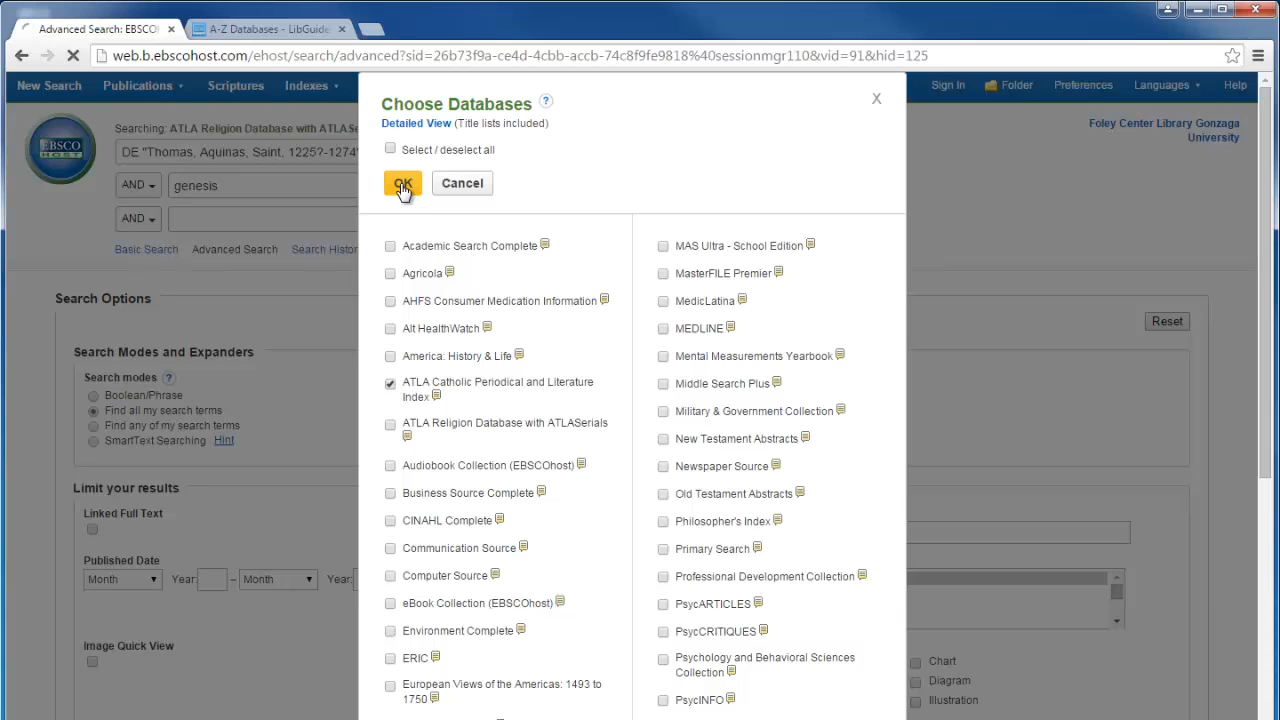 Advanced Search: EBSCO
A-Z Databases - LibGuide
web.b.ebscohost.com/ehost/search/advanced?sid=26b73f9a-ce4d-4cbb-accb-74c8f9fe9818%40sessionmgr110&vid=91&hid=125
New Search Publications Scriptures Indexes Sign In Folder Preferences Languages Help
EBSCO
HOST
Searching: ATLA Religion Database with ATLASe
DE "Thomas, Aquinas, Saint, 1225?-1274"
AND genesis
AND
Basic Search Advanced Search Search Histor
Foley Center Library Gonzaga
University
Search Options
Reset
Search Modes and Expanders
Search modes ?
Boolean/Phrase
Find all my search terms
Find any of my search terms
SmartText Searching Hint
Limit your results
Linked Full Text
Published Date
Month Year: – Month Year:
Image Quick View
Chart
Diagram
Illustration
Choose Databases ?
X
Detailed View (Title lists included)
Select / deselect all
OK Cancel
Academic Search Complete
Agricola
AHFS Consumer Medication Information
Alt HealthWatch
America: History & Life
ATLA Catholic Periodical and Literature
Index
ATLA Religion Database with ATLASerials
Audiobook Collection (EBSCOhost)
Business Source Complete
CINAHL Complete
Communication Source
Computer Source
eBook Collection (EBSCOhost)
Environment Complete
ERIC
European Views of the Americas: 1493 to
1750
MAS Ultra - School Edition
MasterFILE Premier
MedicLatina
MEDLINE
Mental Measurements Yearbook
Middle Search Plus
Military & Government Collection
New Testament Abstracts
Newspaper Source
Old Testament Abstracts
Philosopher's Index
Primary Search
Professional Development Collection
PsycARTICLES
PsycCRITIQUES
Psychology and Behavioral Sciences
Collection
PsycINFO